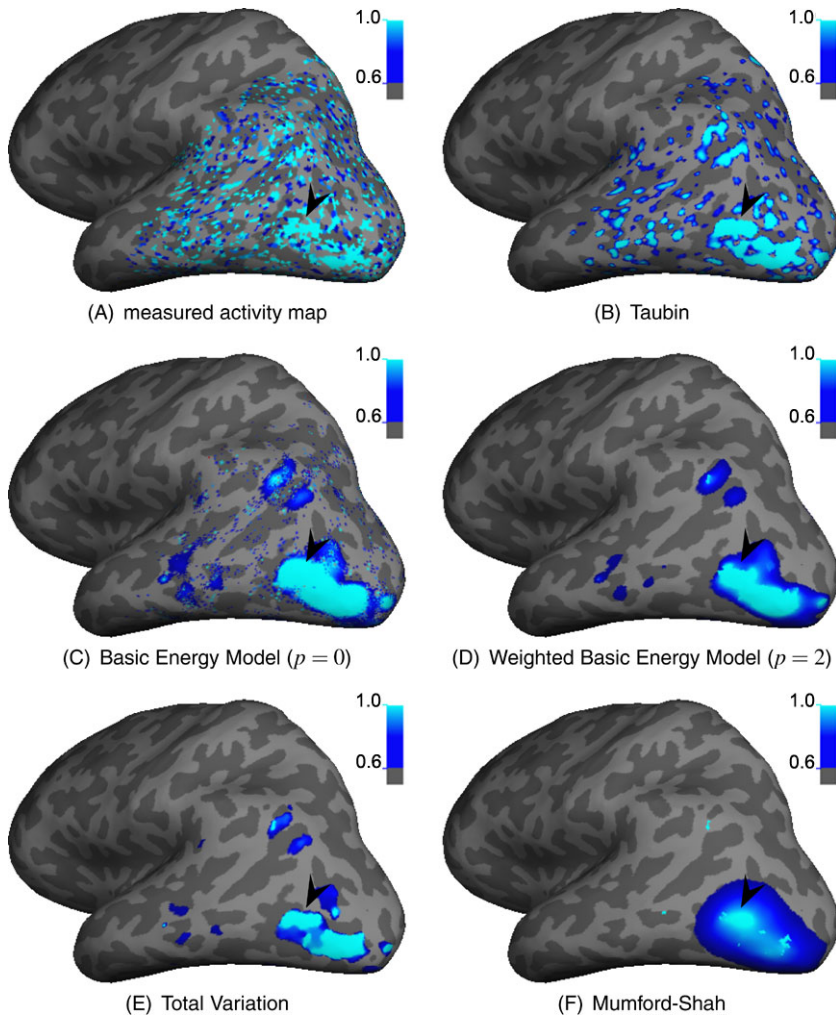 1.0
0.6
1.0
0.6
(A) measured activity map
(B) Taubin
1.0
0.6
1.0
0.6
(C) Basic Energy Model (p = 0)
(D) Weighted Basic Energy Model (p = 2)
1.0
0.6
1.0
0.6
(E) Total Variation
(F) Mumford-Shah